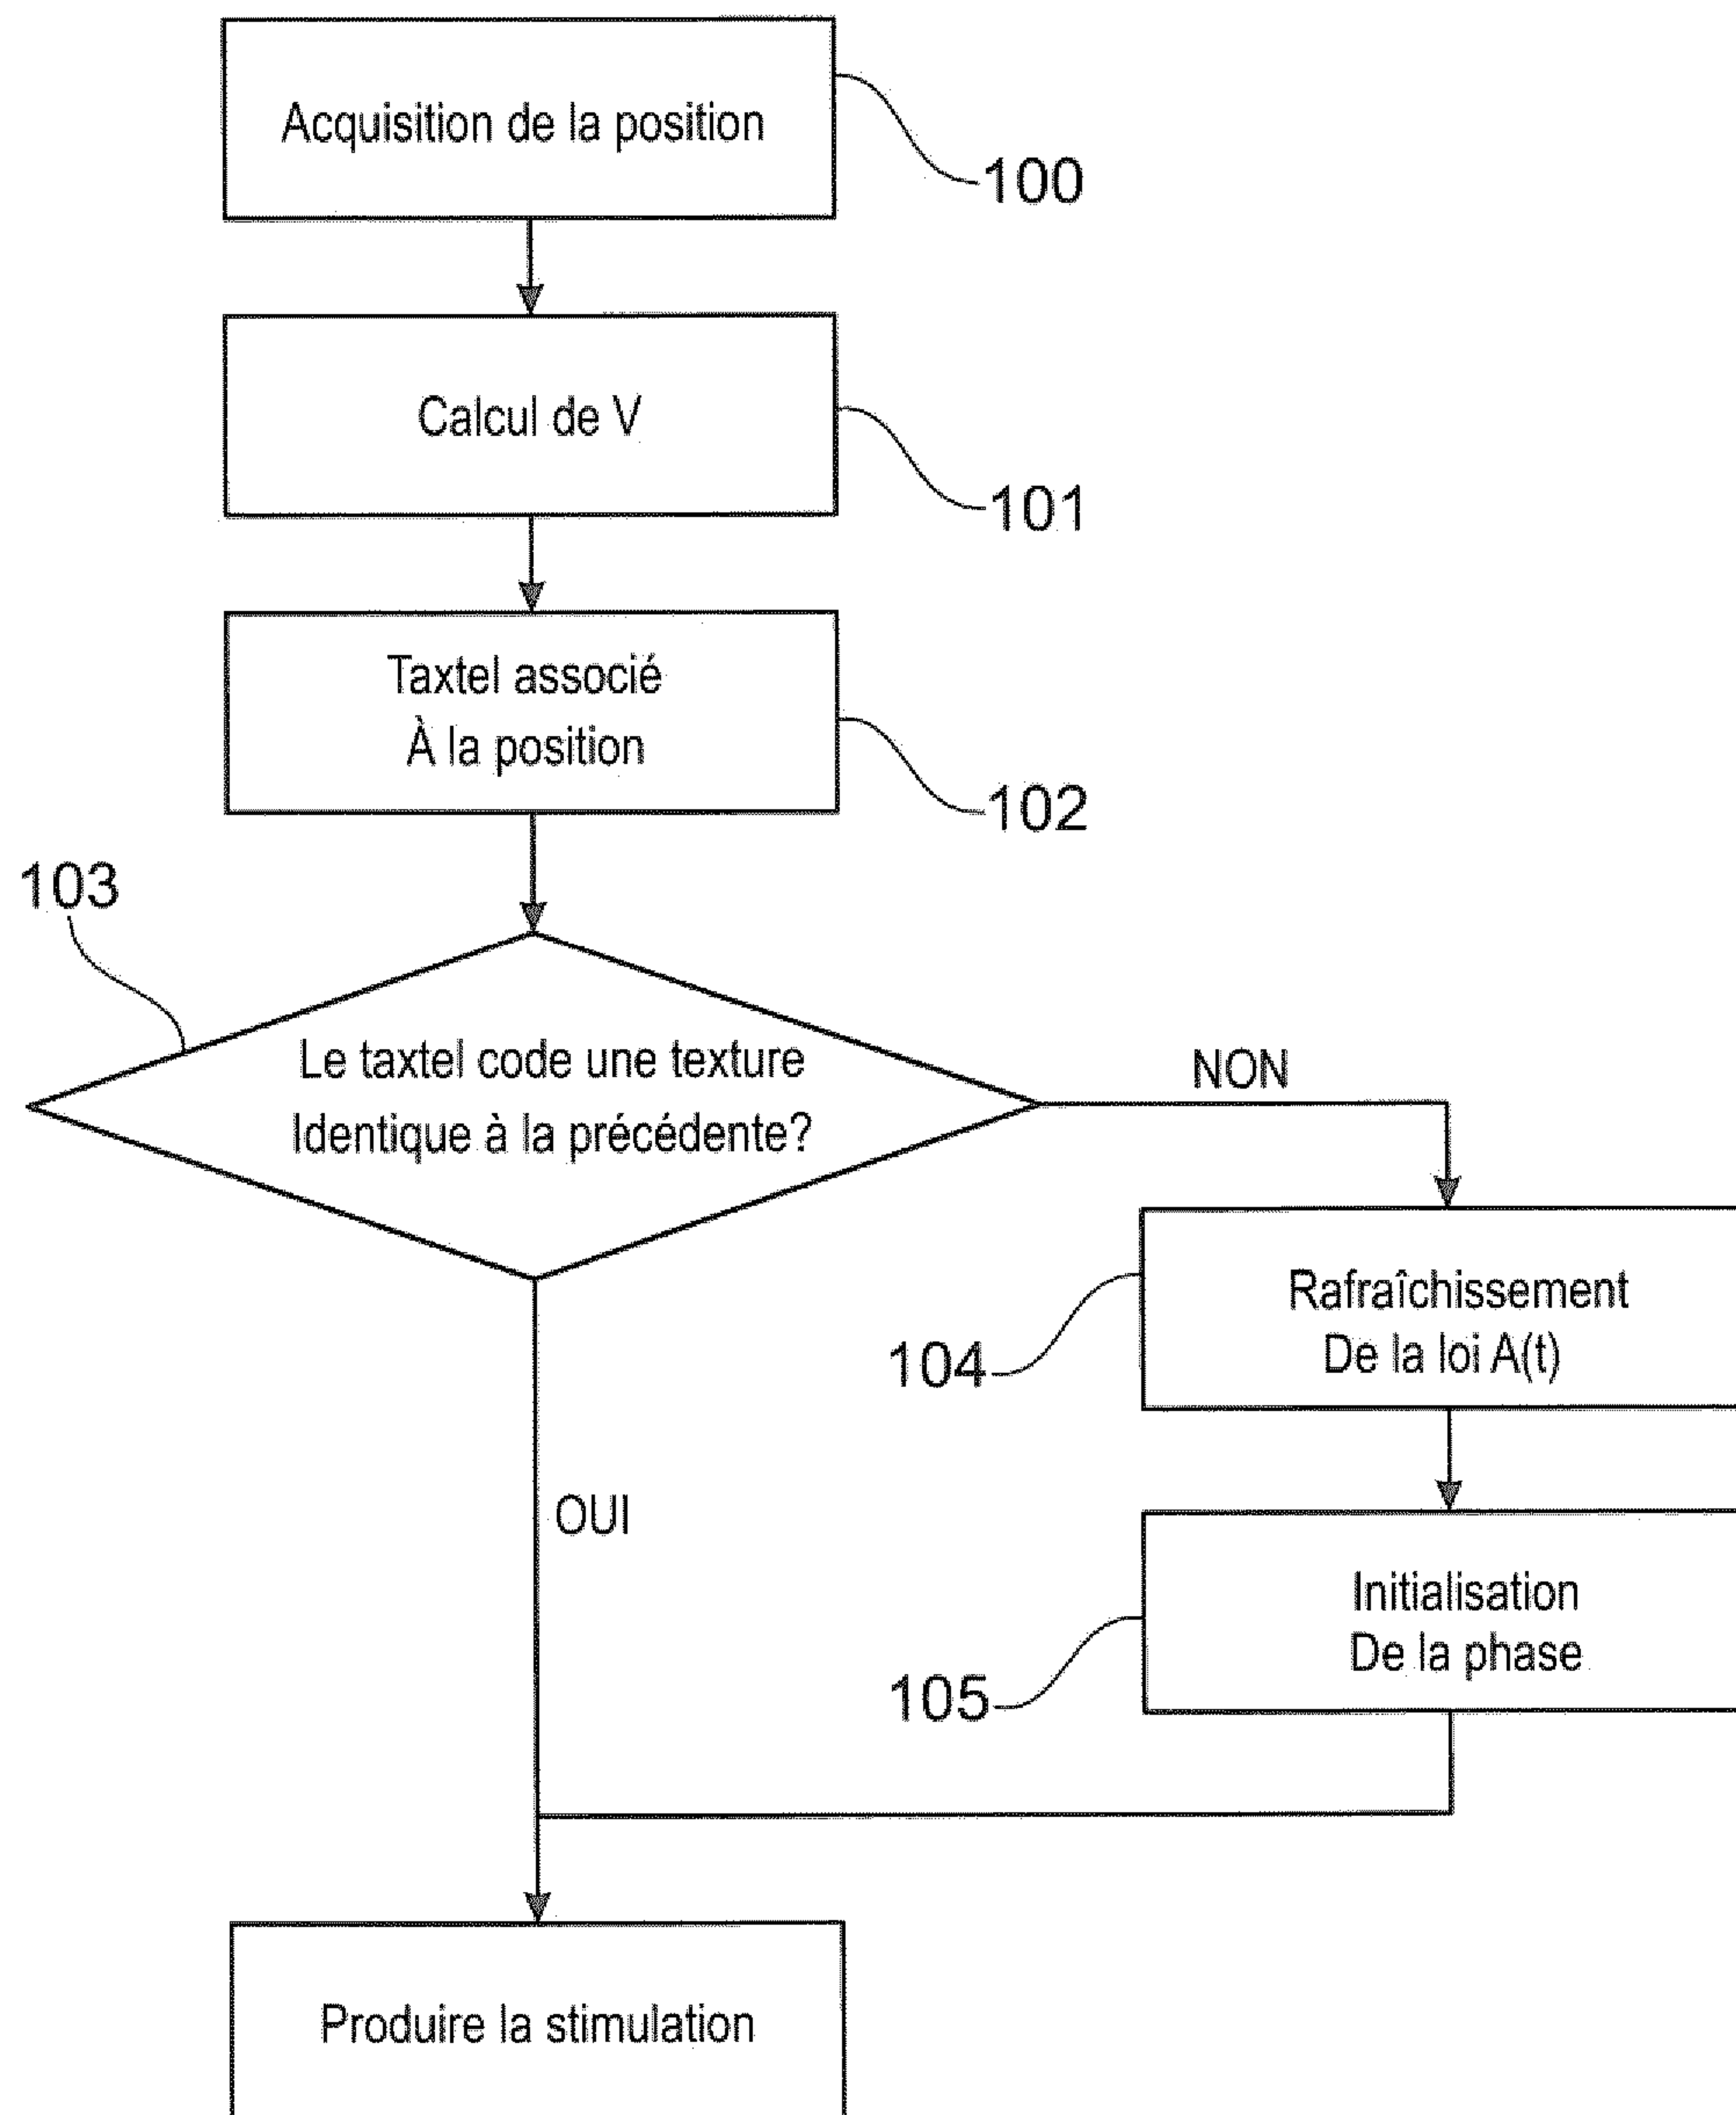 Acquisition de la position
100
Calcul de V
101
Taxtel associé
À la position
102
103
Le taxtel code une texture
Identique à la précédente?
NON
Rafraîchissement
De la loi A(t)
104
OUI
Initialisation
De la phase
105
Produire la stimulation